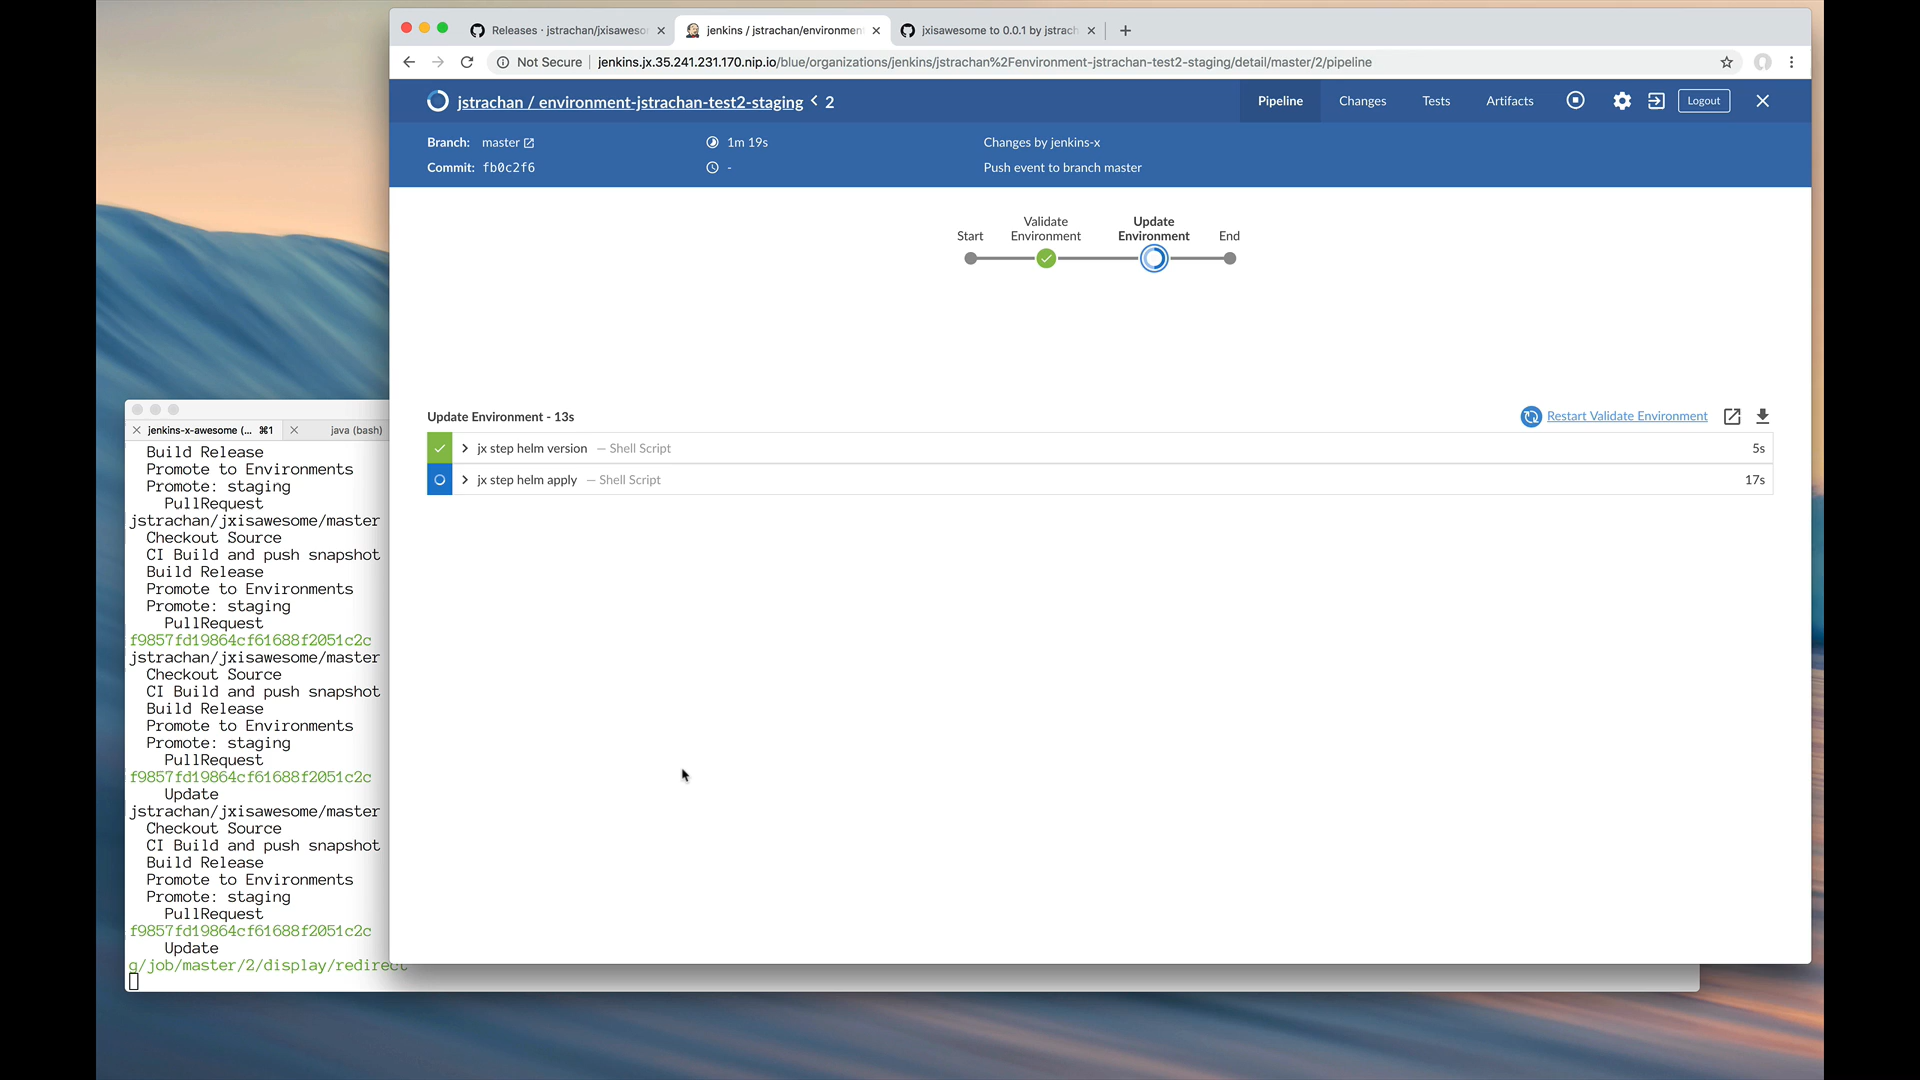 Releases · jstrachan/jxisaweso
jenkins / jstrachan/environmen
jxisawesome to 0.0.1 by jstrach
Not Secure | jenkins.jx.35.241.231.170.nip.io/blue/organizations/jenkins/jstrachan%2Fenvironment-jstrachan-test2-staging/detail/master/2/pipeline
jstrachan / environment-jstrachan-test2-staging < 2
Pipeline
Changes
Tests
Artifacts
Logout
Branch: master
1m 19s
Changes by jenkins-x
Commit: fb0c2f6
-
Push event to branch master
Start
Validate
Environment
Update
Environment
End
Update Environment - 13s
Restart Validate Environment
jx step helm version — Shell Script
5s
jx step helm apply — Shell Script
17s
jenkins-x-awesome (... ⌘1
java (bash)
Build Release
Promote to Environments
Promote: staging
PullRequest
jstrachan/jxisawesome/master
Checkout Source
CI Build and push snapshot
Build Release
Promote to Environments
Promote: staging
PullRequest
f9857fd19864cf61688f2051c2c
jstrachan/jxisawesome/master
Checkout Source
CI Build and push snapshot
Build Release
Promote to Environments
Promote: staging
PullRequest
f9857fd19864cf61688f2051c2c
Update
jstrachan/jxisawesome/master
Checkout Source
CI Build and push snapshot
Build Release
Promote to Environments
Promote: staging
PullRequest
f9857fd19864cf61688f2051c2c
Update
g/job/master/2/display/redirect